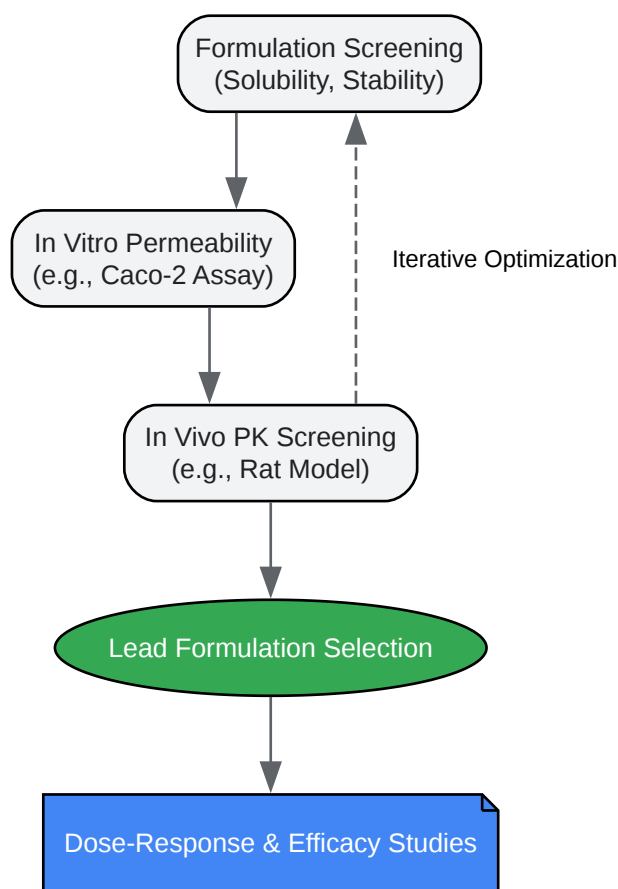 Formulation Screening
(Solubility, Stability)
In Vitro Permeability
(e.g., Caco-2 Assay)
Iterative Optimization
In Vivo PK Screening
(e.g., Rat Model)
Lead Formulation Selection
Dose-Response & Efficacy Studies